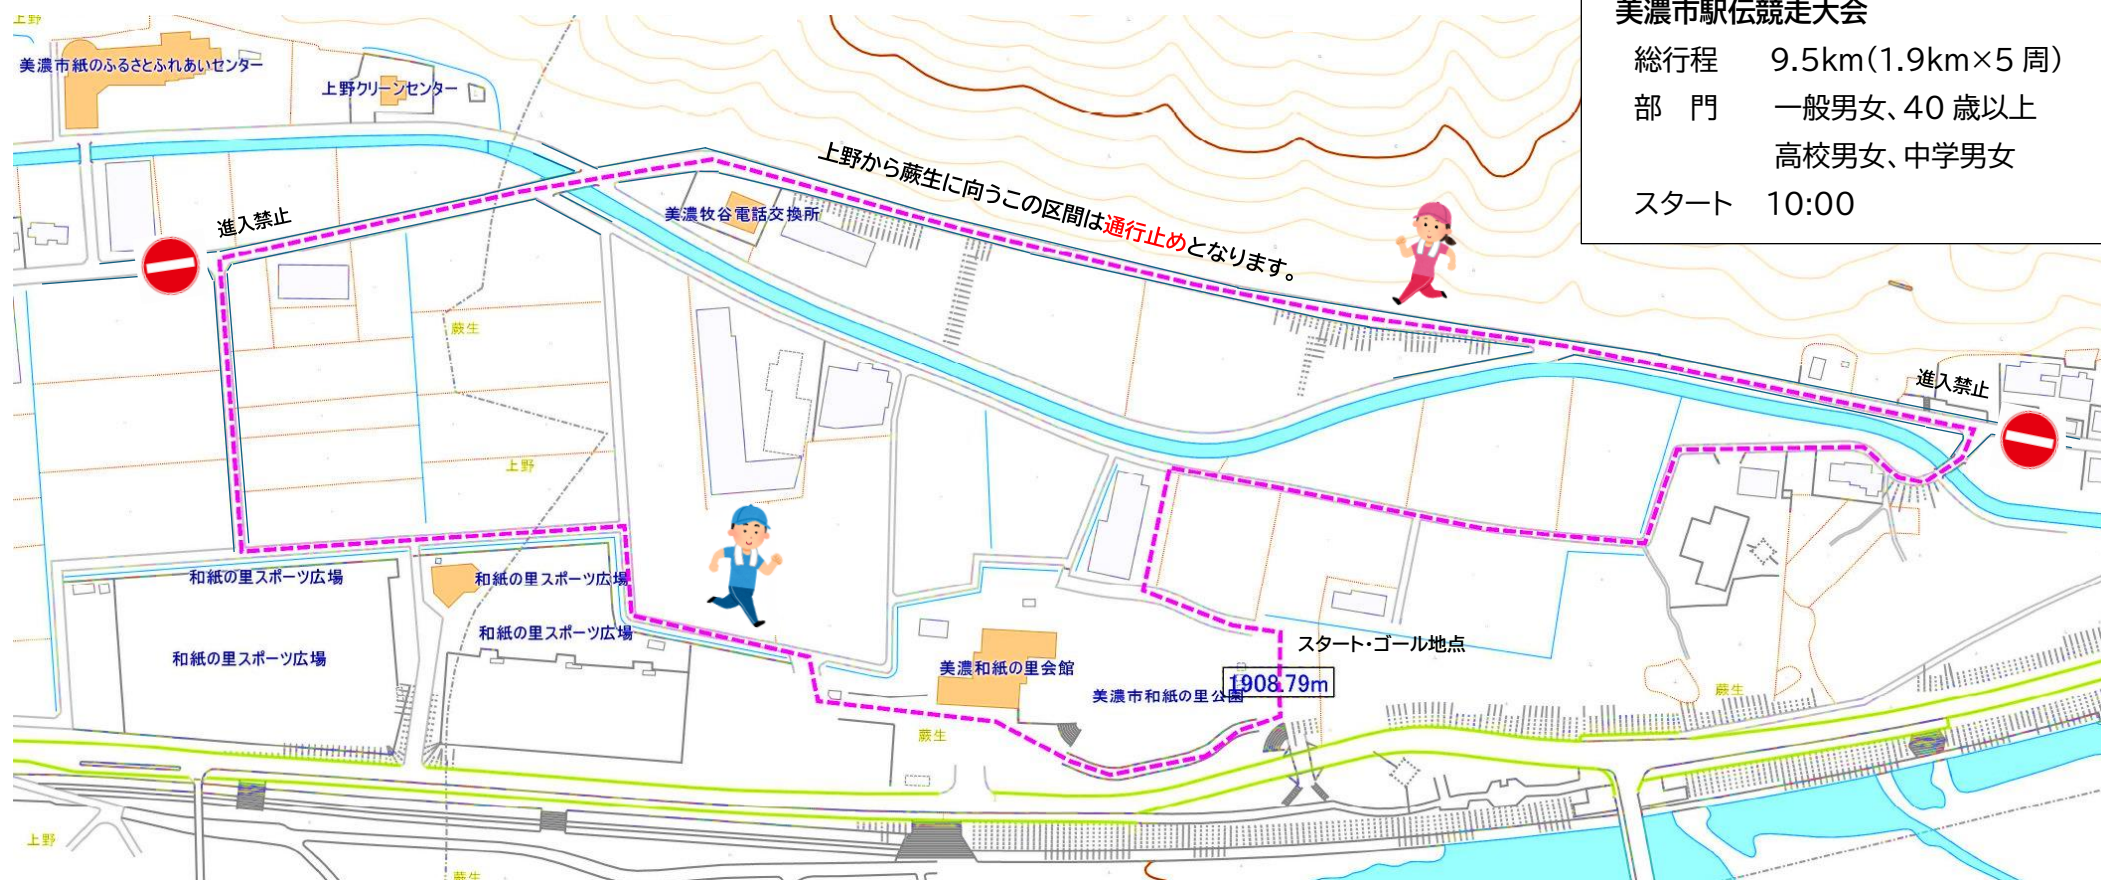 美濃市駅伝競走大会
総行程 9.5km(1.9km×5周)
部 門 一般男女、40歳以上
高校男女、中学男女
スタート 10:00
上野
美濃市紙のふるさとふれあいセンター
上野クリーンセンター
進入禁止
美濃牧谷電話交換所
上野から蕨生に向うこの区間は通行止めとなります。
蕨生
上野
進入禁止
和紙の里スポーツ広場
和紙の里スポーツ広場
和紙の里スポーツ広場
和紙の里スポーツ広場
美濃和紙の里会館
美濃市和紙の里公園
スタート・ゴール地点
1908.79m
蕨生
蕨生
上野
蕨生